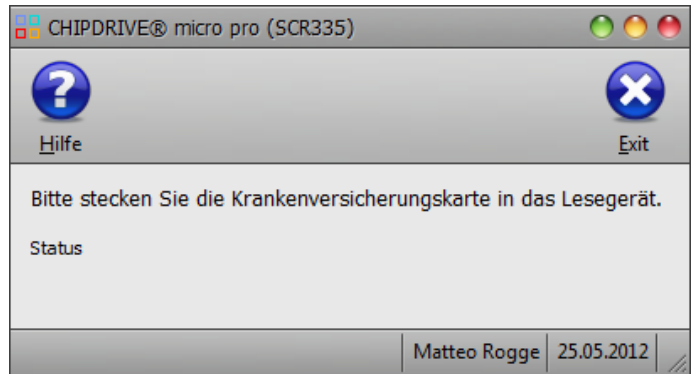 CHIPDRIVE® micro pro (SCR335)
Hilfe
Exit
Bitte stecken Sie die Krankenversicherungskarte in das Lesegerät.
Status
Matteo Rogge 25.05.2012